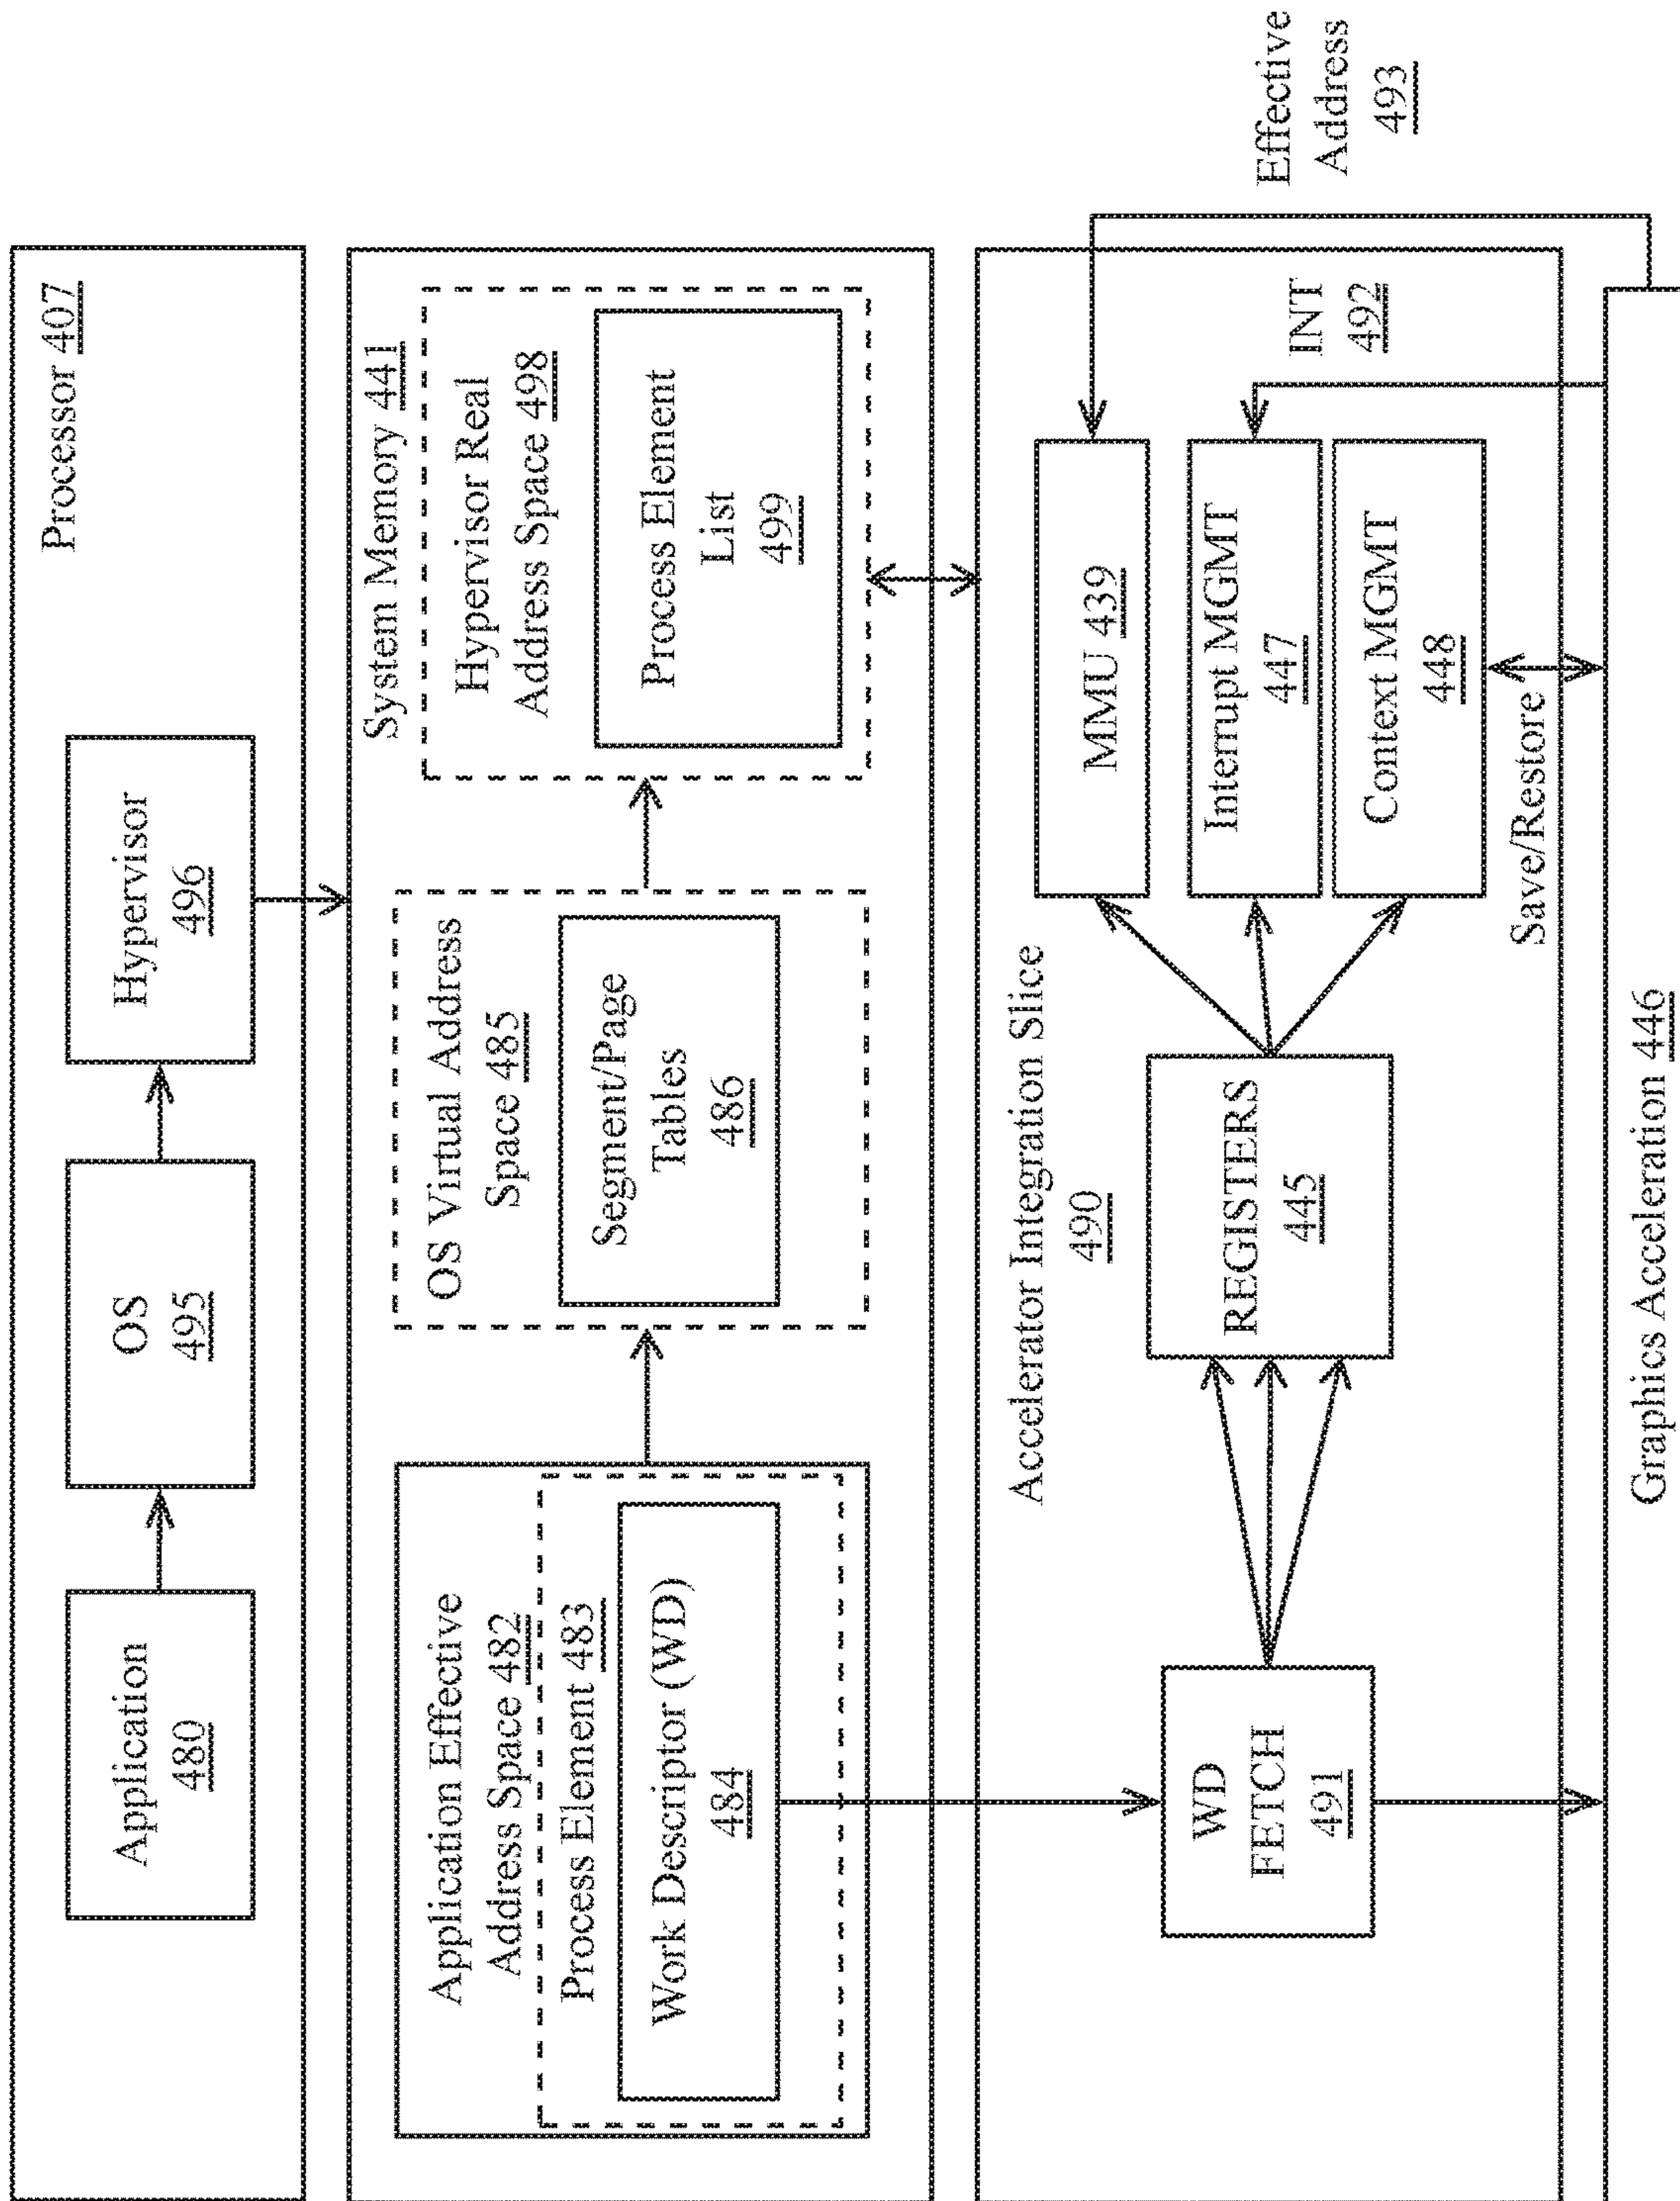 Processor 407
Application
480
OS
495
Hypervisor
496
System Memory 441
Application Effective
Address Space 482
Process Element 483
Work Descriptor (WD)
484
OS Virtual Address
Space 485
Segment/Page
Tables
486
Hypervisor Real
Address Space 498
Process Element
List
499
Accelerator Integration Slice
490
WD
FETCH
491
REGISTERS
445
MMU 439
Interrupt MGMT
447
Context MGMT
448
INT
492
Effective
Address
493
Save/Restore
Graphics Acceleration 446